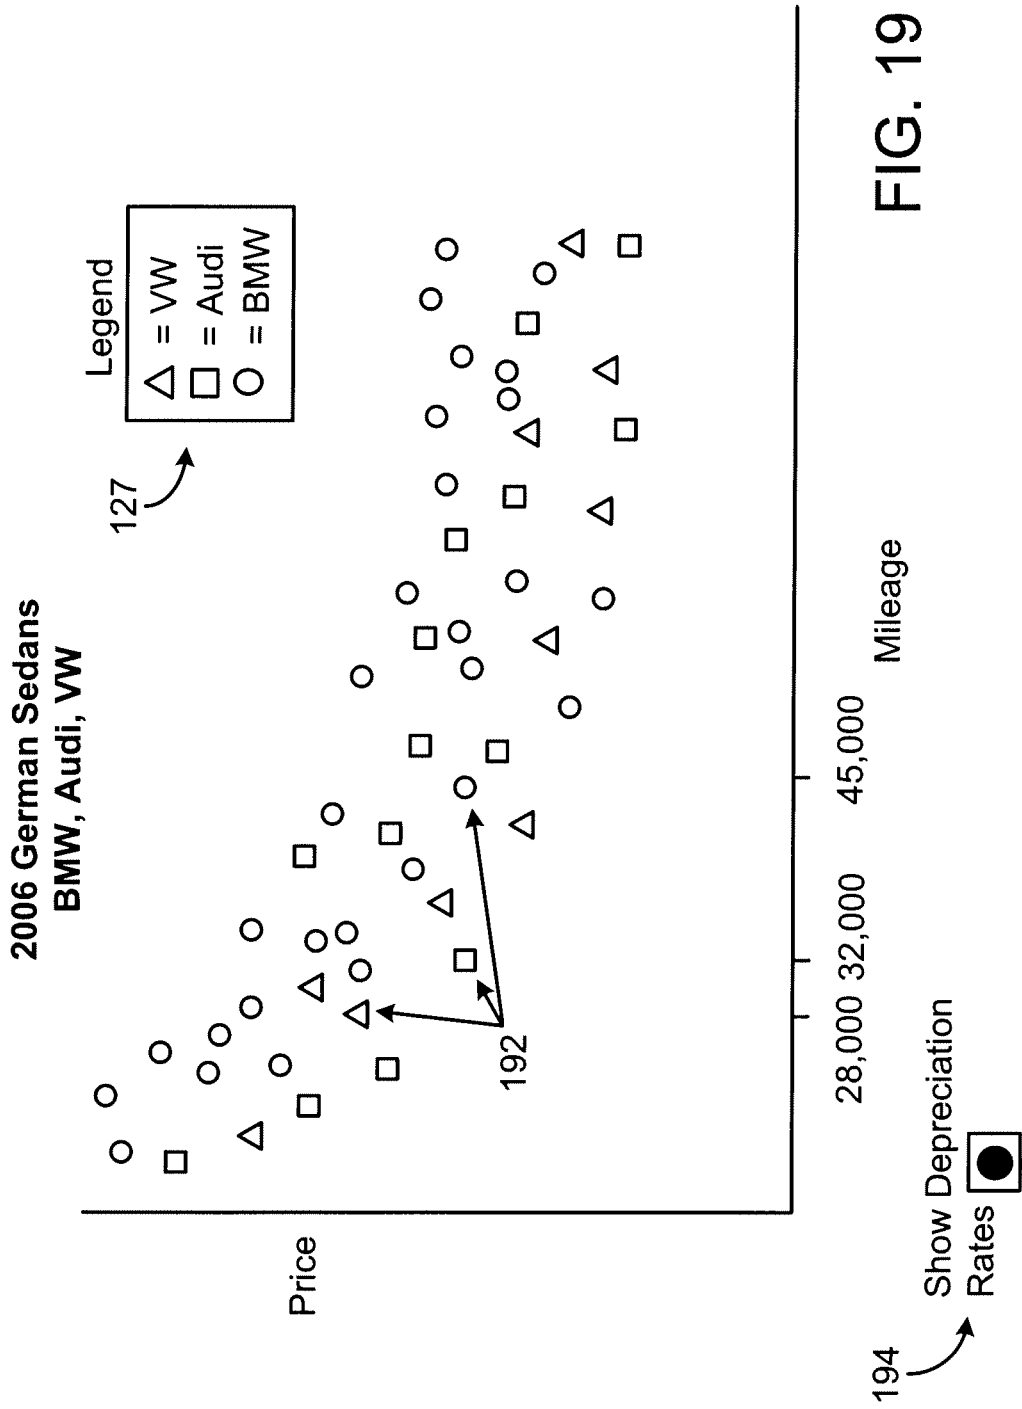 2006 German Sedans
BMW, Audi, VW
Legend
= VW
= Audi
= BMW
127
Price
192
28,000 32,000 45,000
Mileage
194
Show Depreciation
Rates
FIG. 19